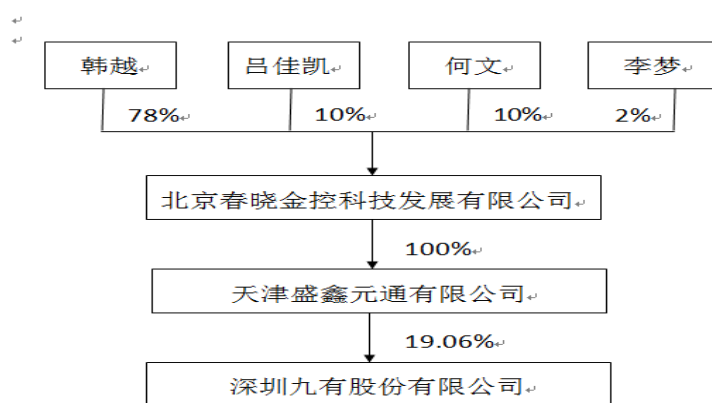 韩越 吕佳凯 何文 李梦
78% 10% 10% 2%
北京春晓金控科技发展有限公司
100%
天津盛鑫元通有限公司
19.06%
深圳九有股份有限公司